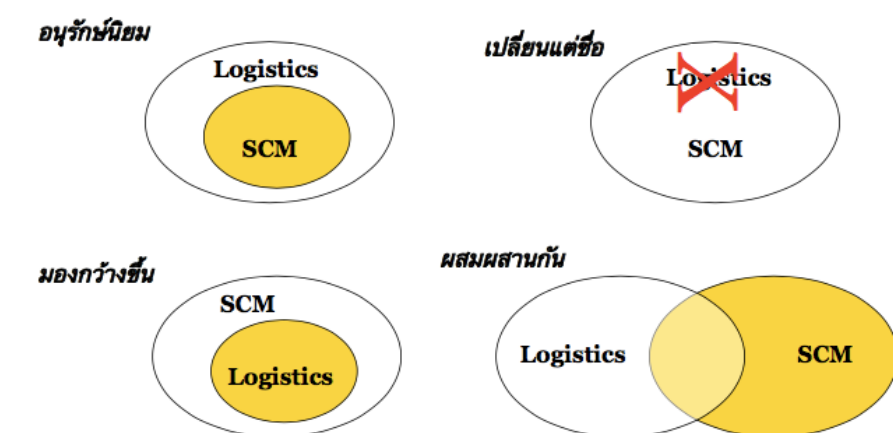 อนุรักษ์นิยม
Logistics
SCM
เปลี่ยนแต่ชื่อ
Logistics
SCM
มองกว้างขึ้น
SCM
Logistics
ผสมผสานกัน
Logistics
SCM